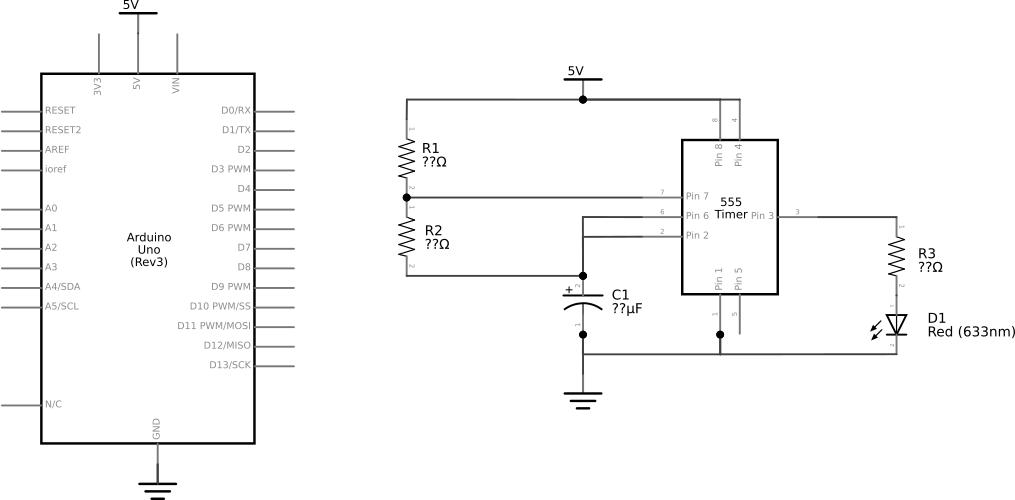 5V
3V3
5V
VIN
RESET
RESET2
AREF
ioref
A0
A1
A2
A3
A4/SDA
A5/SCL
N/C
Arduino
Uno
(Rev3)
D0/RX
D1/TX
D2
D3 PWM
D4
D5 PWM
D6 PWM
D7
D8
D9 PWM
D10 PWM/SS
D11 PWM/MOSI
D12/MISO
D13/SCK
GND
5V
1
R1
??Ω
2
1
R2
??Ω
2
8
4
Pin 8
Pin 4
7
Pin 7
6
Pin 6
2
Pin 2
555
Timer
Pin 3
3
Pin 1
Pin 5
1
5
+
2
C1
??µF
1
1
R3
??Ω
2
1
D1
Red (633nm)
2